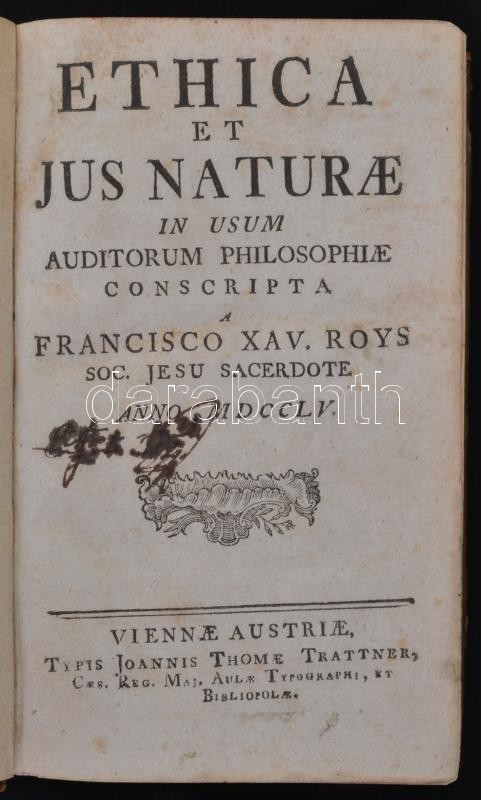 ETHICA
ET
JUS NATURÆ
IN USUM
AUDITORUM PHILOSOPHIÆ
CONSCRIPTA
A
FRANCISCO XAV. ROYS
SOC. JESU SACERDOTE
darabanth
ANNO MDCCLV.
VIENNÆ AUSTRIÆ,
TYPIS JOANNIS THOMÆ TRATTNER,
CÆS. REG. MAJ. AULÆ TYPOGRAPHI, ET
BIBLIOPOLÆ.